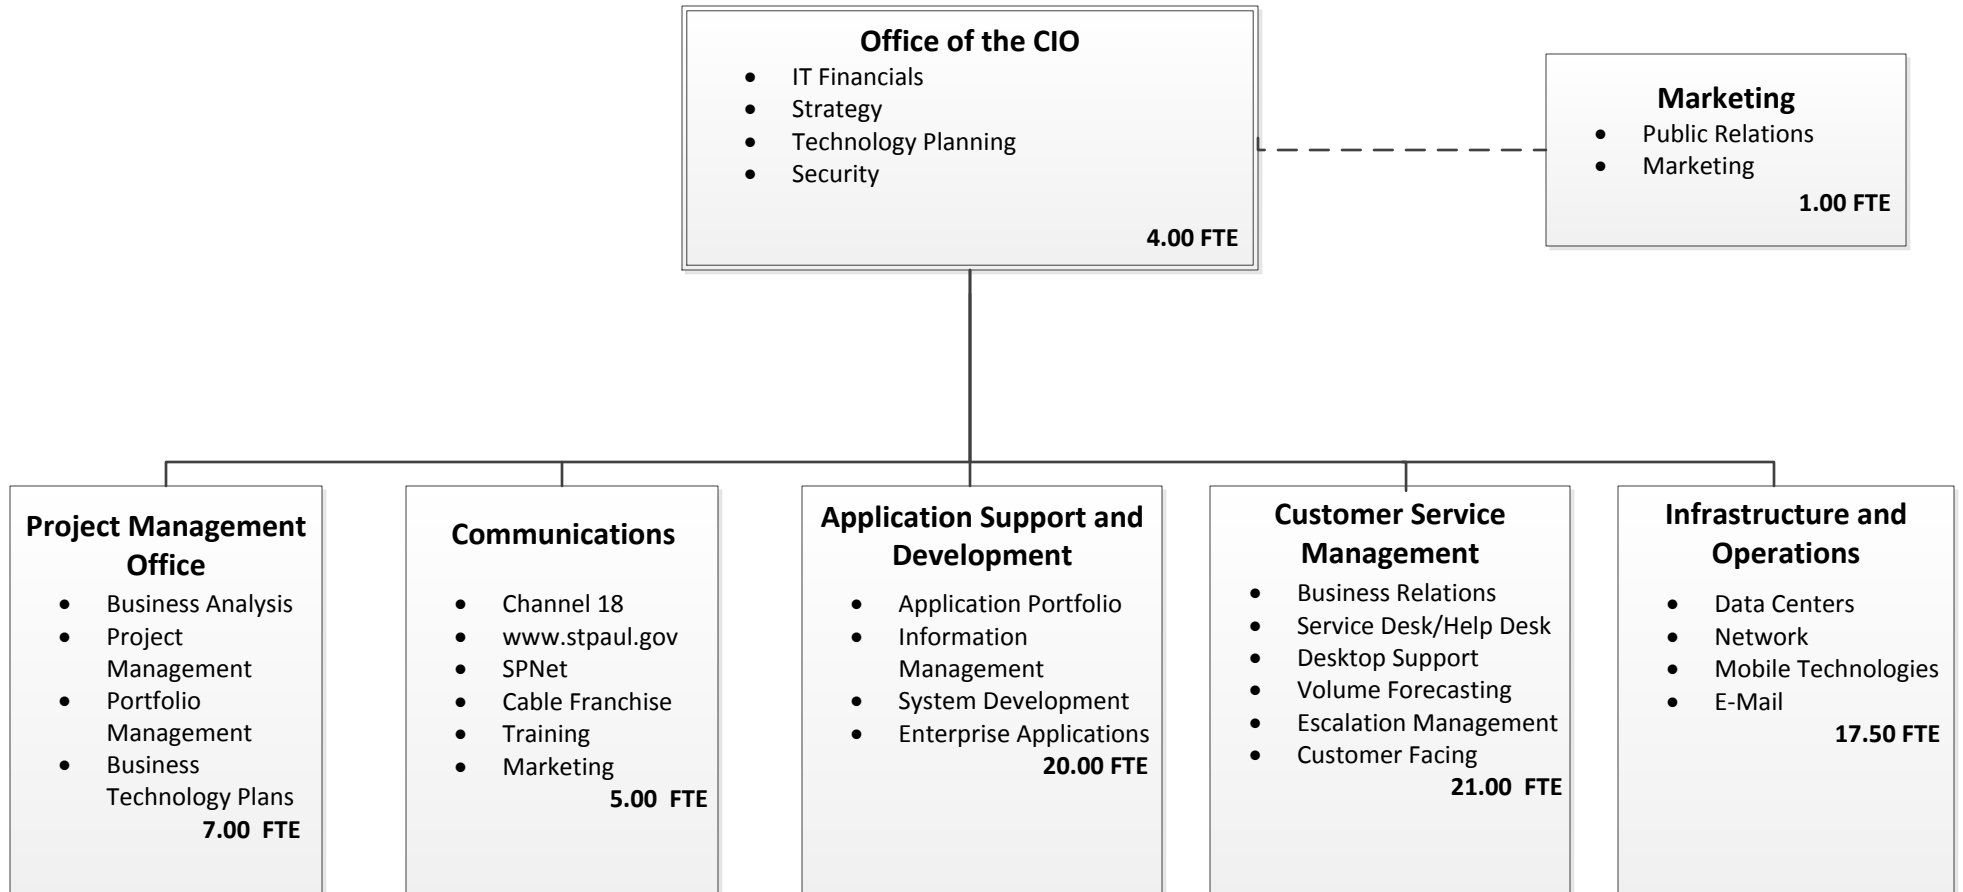 Office of the CIO
• IT Financials
• Strategy
• Technology Planning
• Security
4.00 FTE
Marketing
• Public Relations
• Marketing
1.00 FTE
Project Management
Office
• Business Analysis
• Project
Management
• Portfolio
Management
• Business
Technology Plans
7.00 FTE
Communications
• Channel 18
• www.stpaul.gov
• SPNet
• Cable Franchise
• Training
• Marketing
5.00 FTE
Application Support and
Development
• Application Portfolio
• Information
Management
• System Development
• Enterprise Applications
20.00 FTE
Customer Service
Management
• Business Relations
• Service Desk/Help Desk
• Desktop Support
• Volume Forecasting
• Escalation Management
• Customer Facing
21.00 FTE
Infrastructure and
Operations
• Data Centers
• Network
• Mobile Technologies
• E-Mail
17.50 FTE